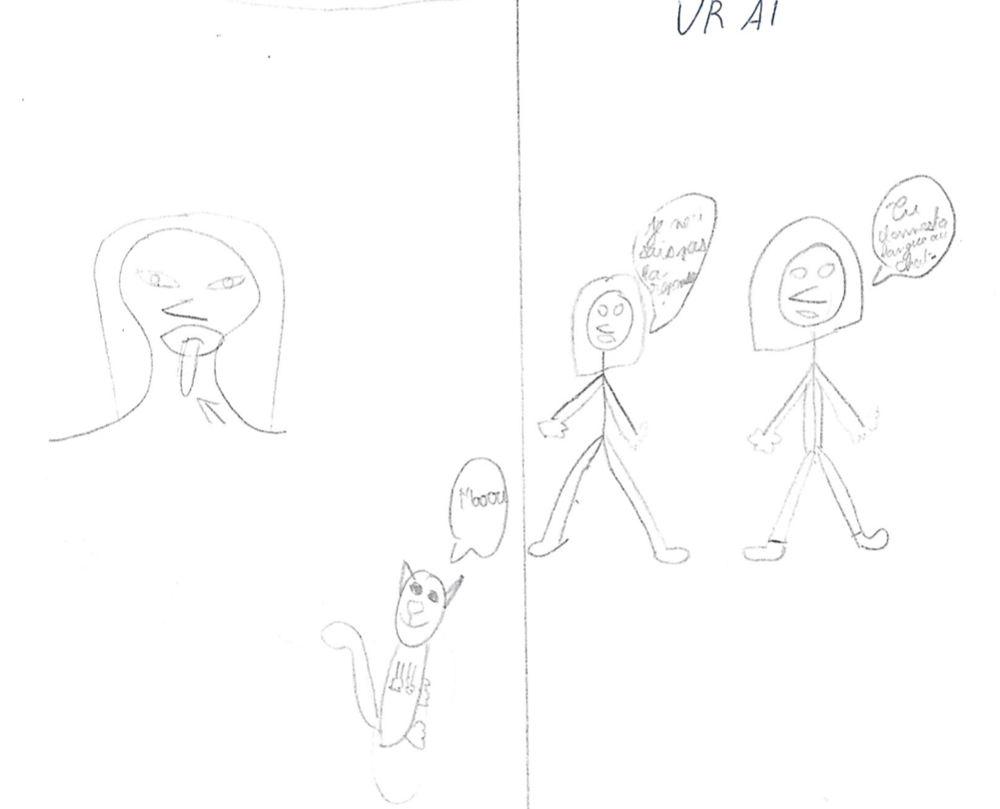 VRAI
Je ne
sais pas
la
réponse
Tu
donnes ta
langue au
chat